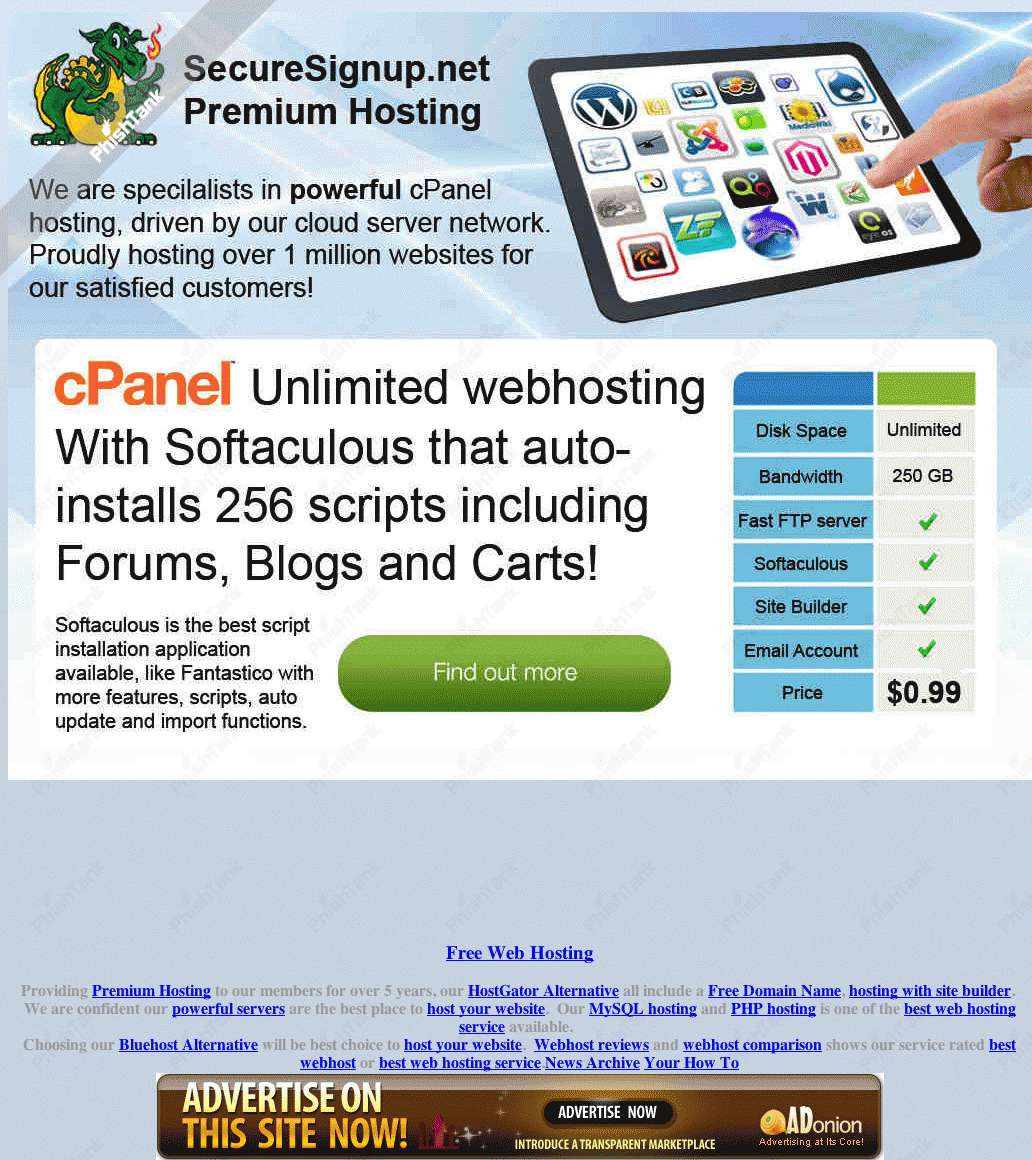 SecureSignup.net
Premium Hosting
PhishTank
We are specilalists in powerful cPanel
hosting, driven by our cloud server network.
Proudly hosting over 1 million websites for
our satisfied customers!
MediaWiki
ZF
cPanel™ Unlimited webhosting
With Softaculous that auto-
installs 256 scripts including
Forums, Blogs and Carts!
Softaculous is the best script
installation application
available, like Fantastico with
more features, scripts, auto
update and import functions.
Find out more
Disk Space Unlimited
Bandwidth 250 GB
Fast FTP server
Softaculous
Site Builder
Email Account
Price $0.99
Free Web Hosting
Providing Premium Hosting to our members for over 5 years, our HostGator Alternative all include a Free Domain Name, hosting with site builder.
We are confident our powerful servers are the best place to host your website. Our MySQL hosting and PHP hosting is one of the best web hosting
service available.
Choosing our Bluehost Alternative will be best choice to host your website. Webhost reviews and webhost comparison shows our service rated best
webhost or best web hosting service.News Archive Your How To
ADVERTISE ON
THIS SITE NOW!
ADVERTISE NOW
INTRODUCE A TRANSPARENT MARKETPLACE
ADonion
Advertising at Its Core!